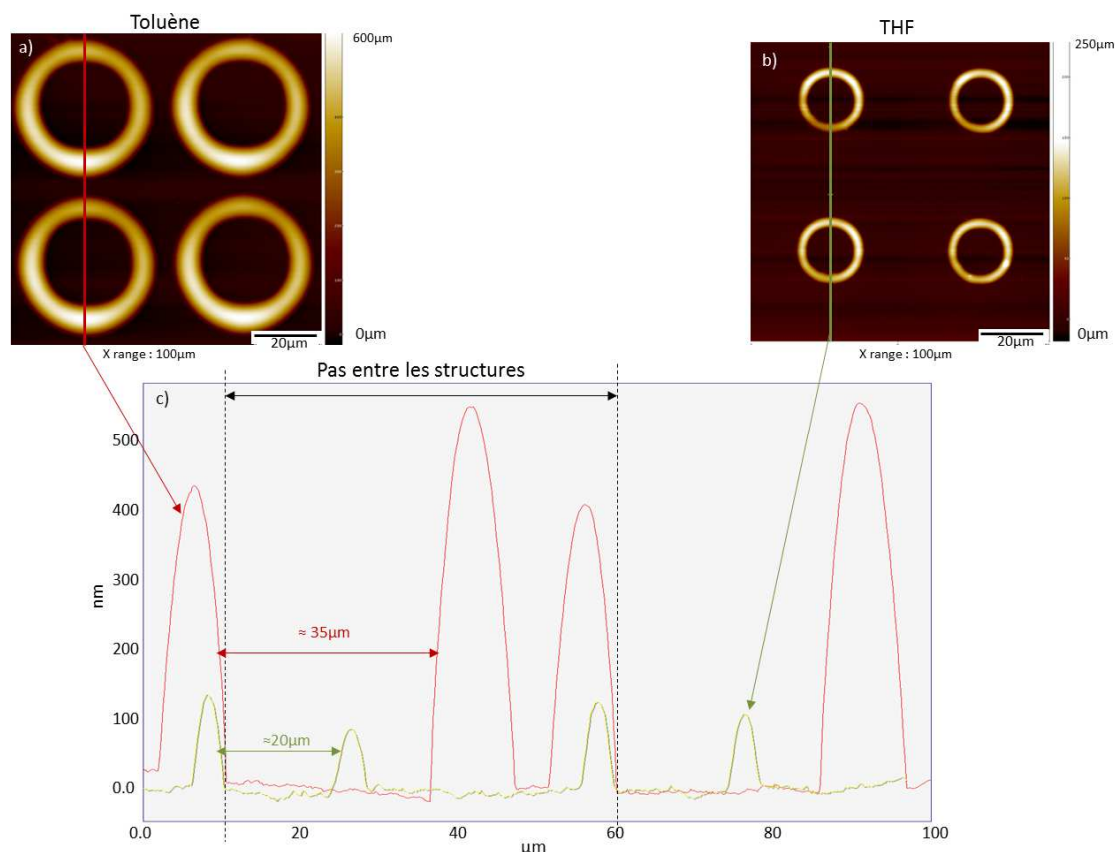 Toluène
THF
a)
600µm
0µm
20µm
X range : 100µm
b)
250µm
0µm
20µm
X range : 100µm
Pas entre les structures
c)
500
400
300
200
100
0.0
nm
≈ 35µm
≈20µm
0.0
20
40
60
80
100
µm